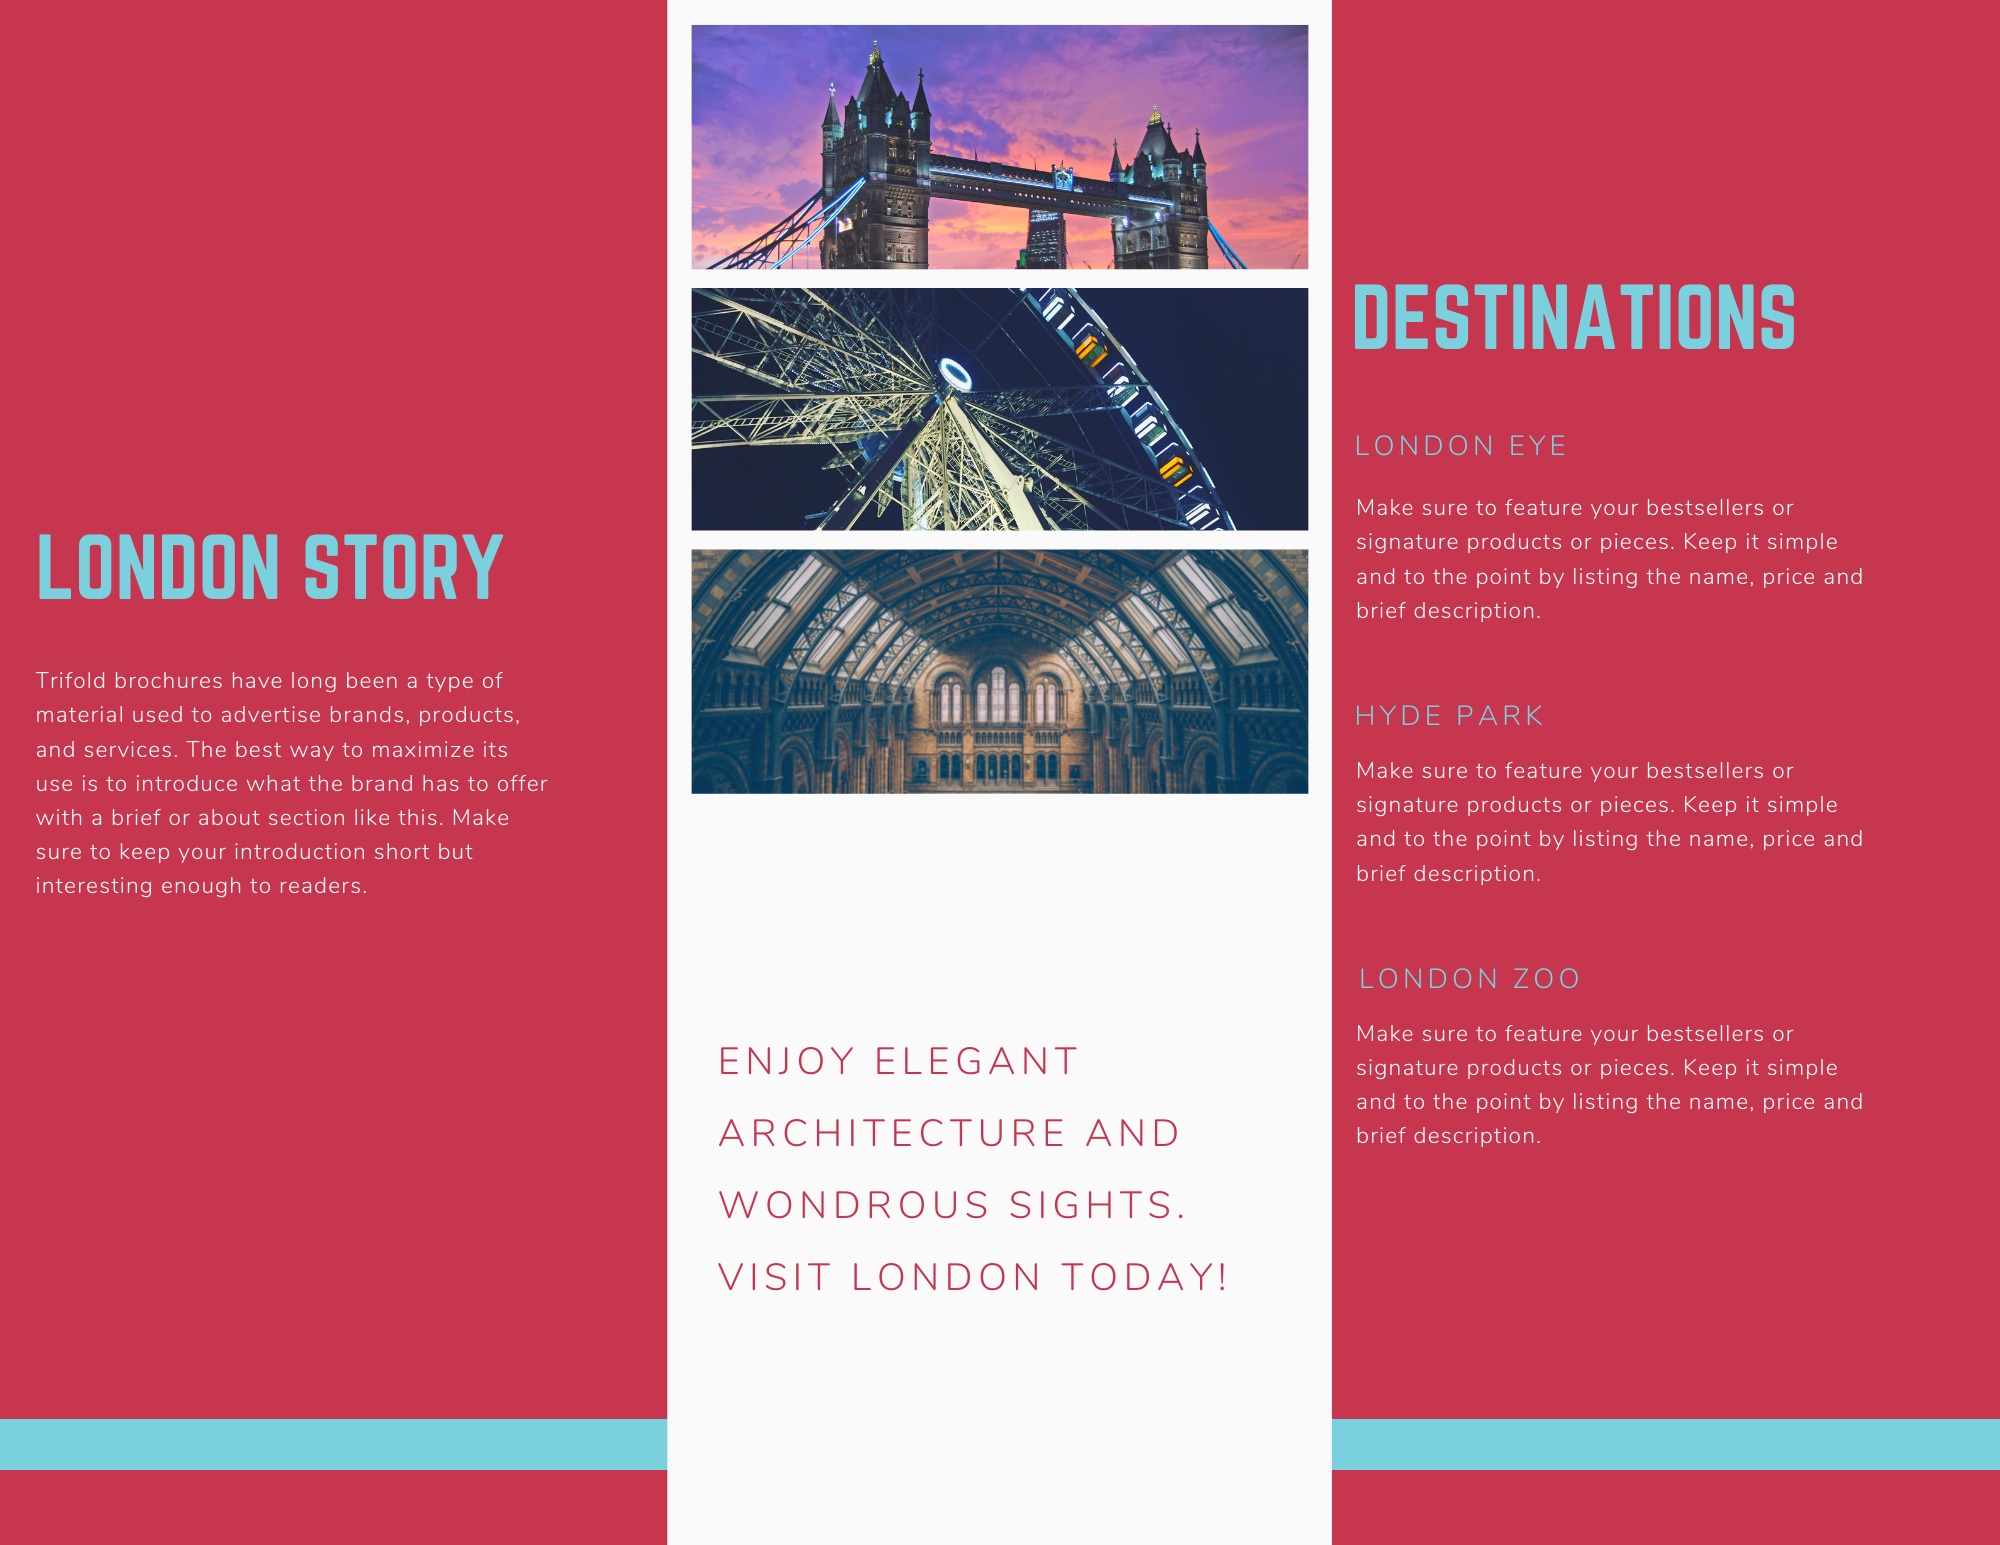 LONDON STORY
Trifold brochures have long been a type of
material used to advertise brands, products,
and services. The best way to maximize its
use is to introduce what the brand has to offer
with a brief or about section like this. Make
sure to keep your introduction short but
interesting enough to readers.
ENJOY ELEGANT
ARCHITECTURE AND
WONDROUS SIGHTS.
VISIT LONDON TODAY!
DESTINATIONS
LONDON EYE
Make sure to feature your bestsellers or
signature products or pieces. Keep it simple
and to the point by listing the name, price and
brief description.
HYDE PARK
Make sure to feature your bestsellers or
signature products or pieces. Keep it simple
and to the point by listing the name, price and
brief description.
LONDON ZOO
Make sure to feature your bestsellers or
signature products or pieces. Keep it simple
and to the point by listing the name, price and
brief description.